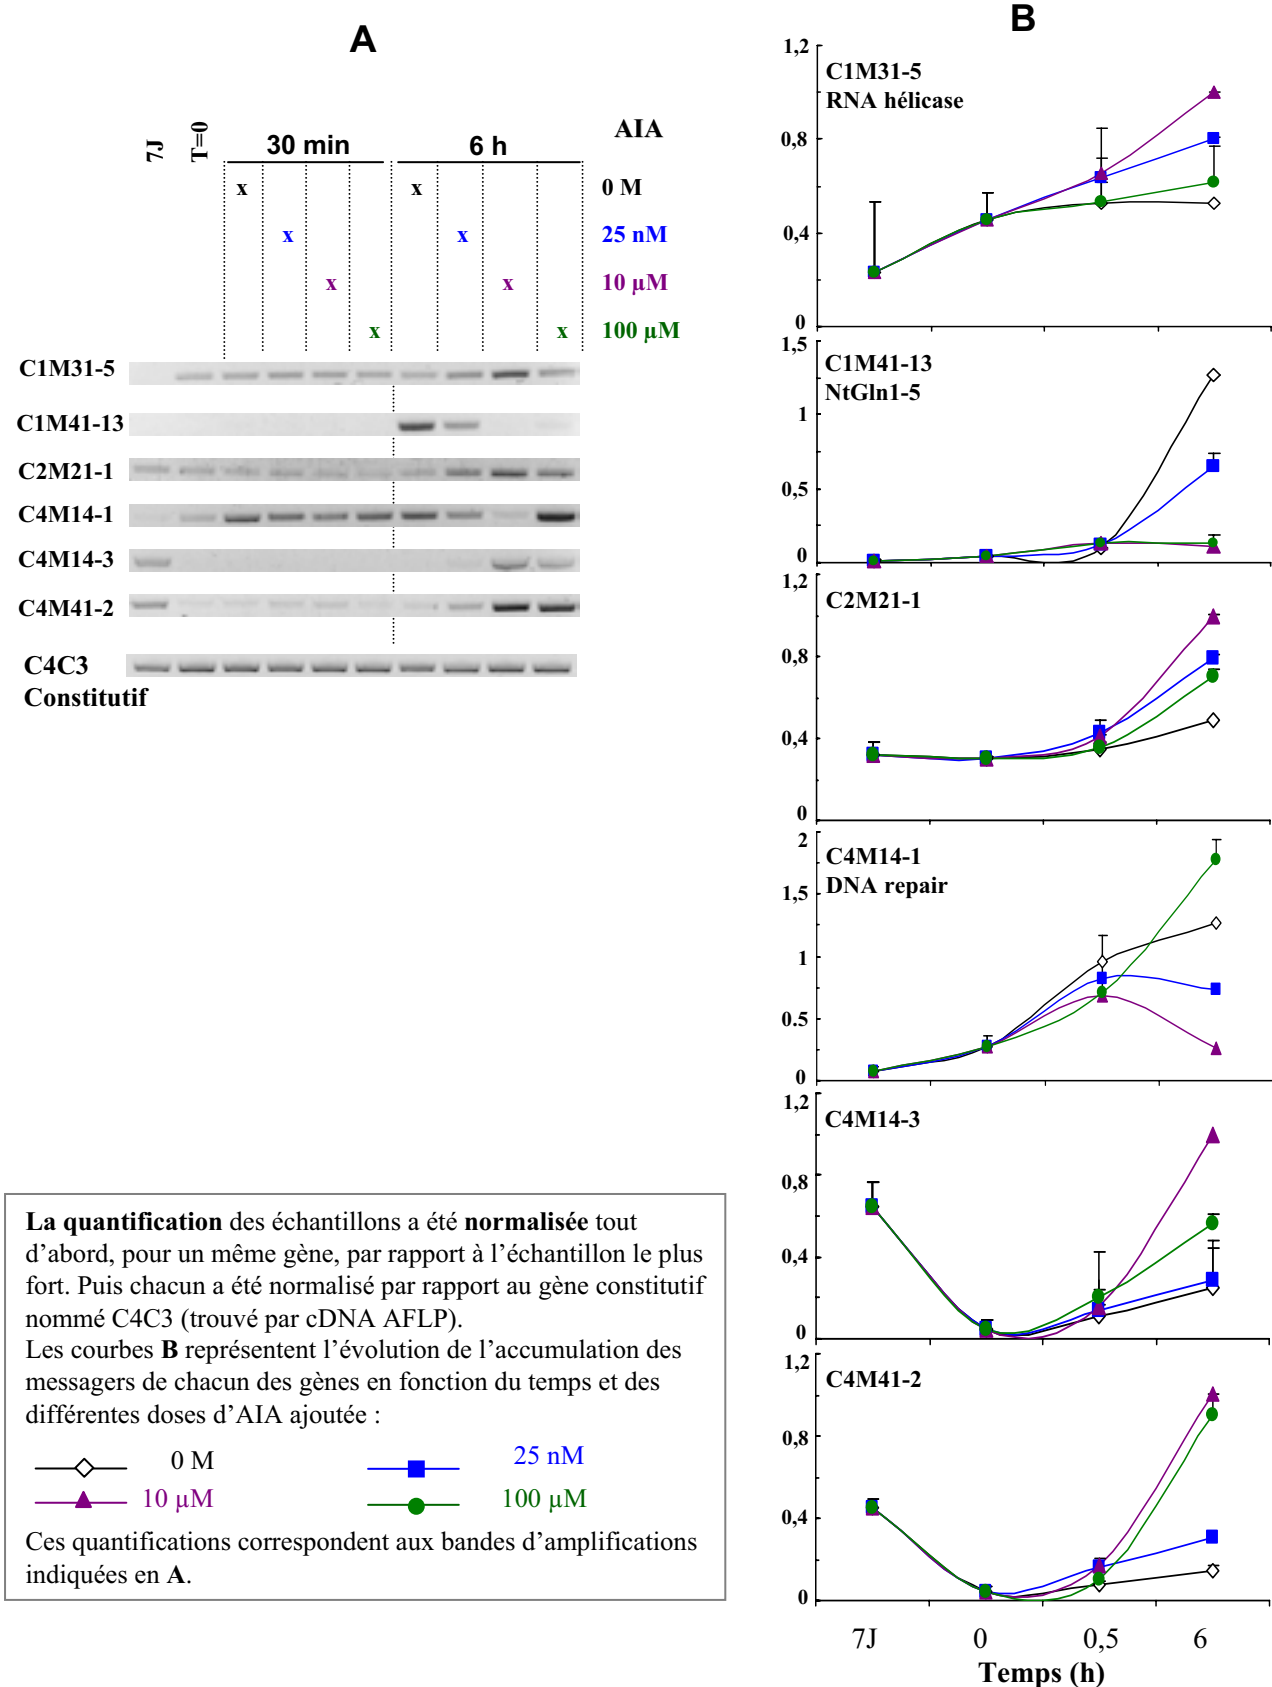 A
7J
T=0
30 min
6 h
AIA
x
x
0 M
x
x
25 nM
x
x
10 µM
x
x
100 µM
C1M31-5
C1M41-13
C2M21-1
C4M14-1
C4M14-3
C4M41-2
C4C3
Constitutif
La quantification des échantillons a été normalisée tout
d’abord, pour un même gène, par rapport à l’échantillon le plus
fort. Puis chacun a été normalisé par rapport au gène constitutif
nommé C4C3 (trouvé par cDNA AFLP).
Les courbes B représentent l’évolution de l’accumulation des
messagers de chacun des gènes en fonction du temps et des
différentes doses d’AIA ajoutée :
0 M
25 nM
10 µM
100 µM
Ces quantifications correspondent aux bandes d’amplifications
indiquées en A.
B
1,2
0,8
0,4
0
C1M31-5
RNA hélicase
1,5
1
0,5
0
C1M41-13
NtGln1-5
1,2
0,8
0,4
0
C2M21-1
2
1,5
1
0.5
0
C4M14-1
DNA repair
1,2
0,8
0,4
0
C4M14-3
1,2
0,8
0,4
0
C4M41-2
7J
0
0,5
6
Temps (h)